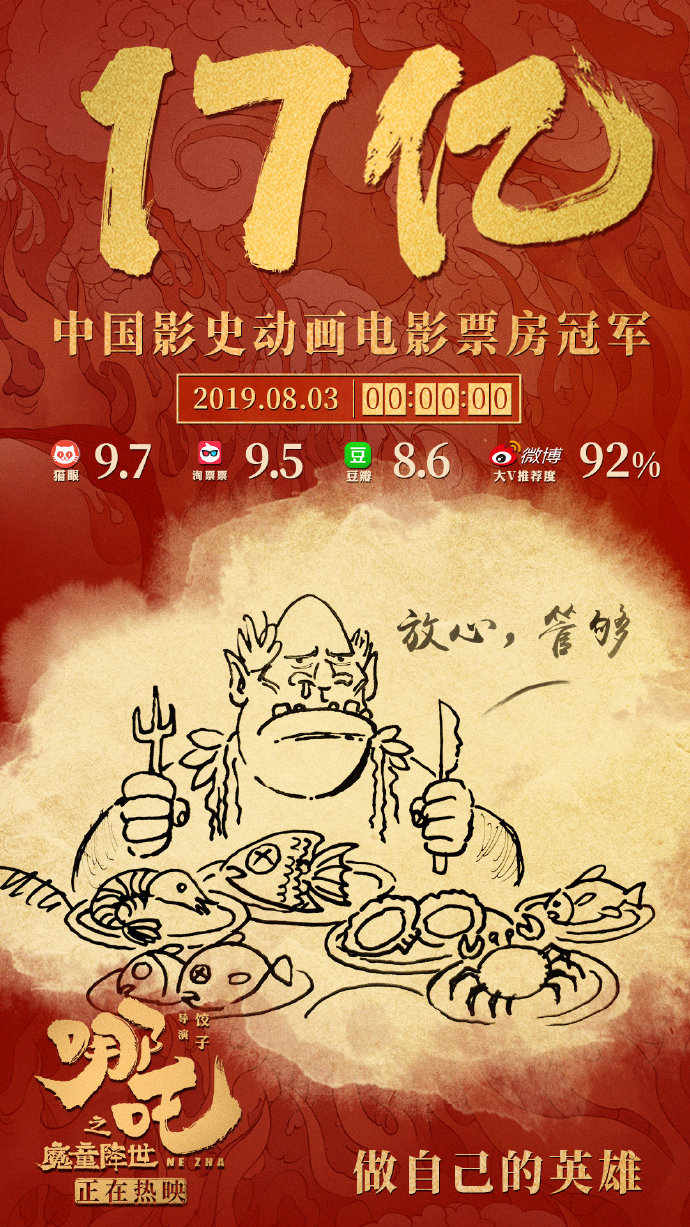 17亿
中国影史动画电影票房冠军
2019.08.03 00:00:00
猫眼 9.7 淘票票 9.5 豆 豆瓣 8.6 微博 大V推荐度 92%
放心，管够
导演 饺子
哪吒
之
魔童降世 NE ZHA
正在热映
做自己的英雄